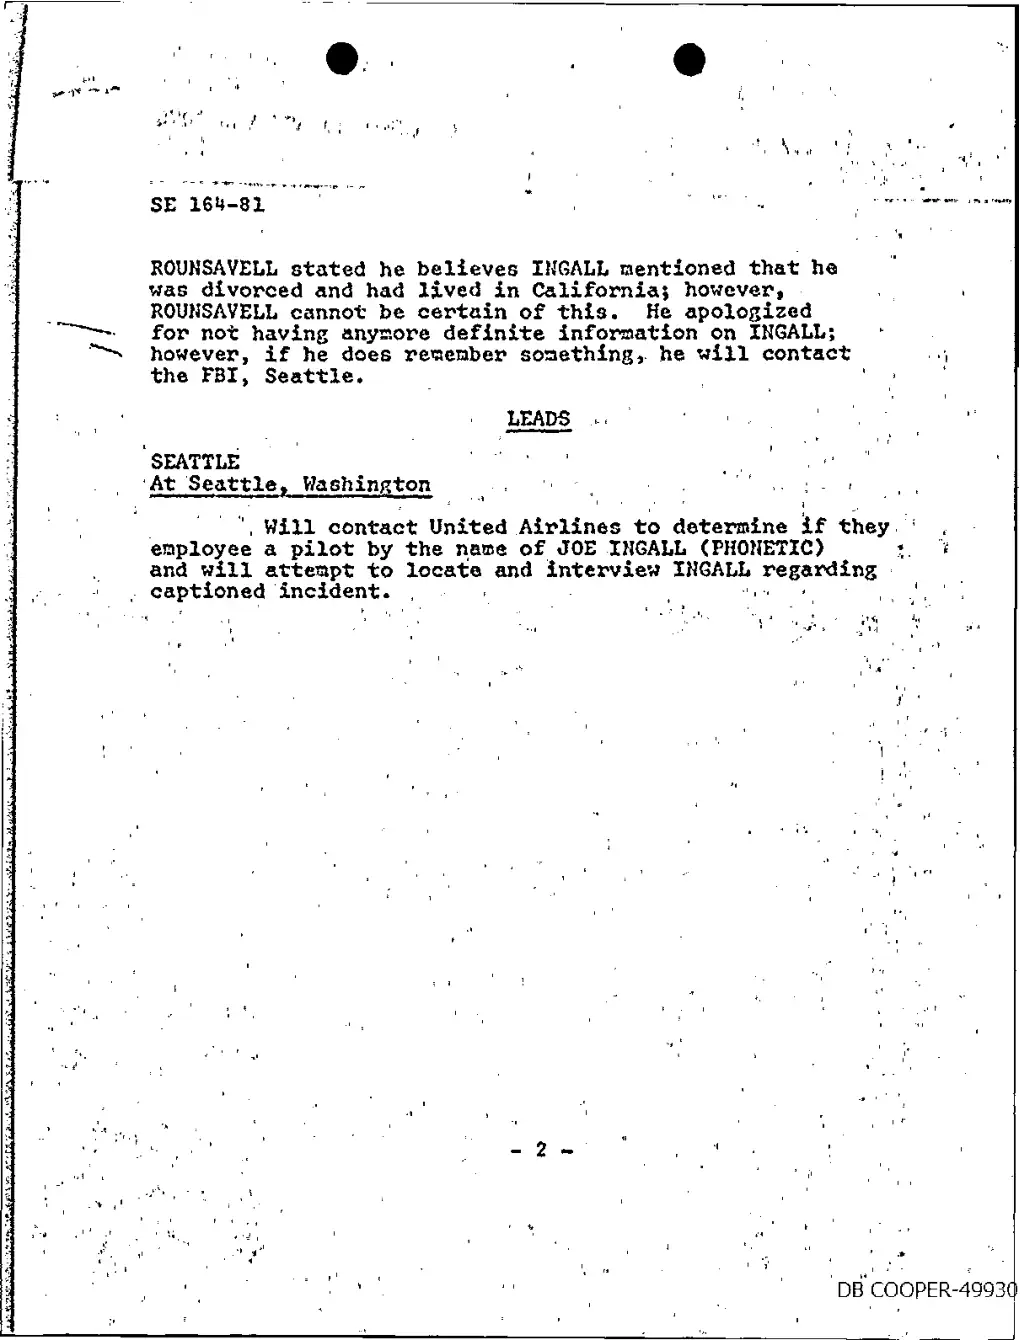 SE 164-81
ROUNSAVELL stated he believes INGALL mentioned that he
was divorced and had lived in California; however,
ROUNSAVELL cannot be certain of this. He apologized
for not having anymore definite information on INGALL;
however, if he does remember something, he will contact
the FBI, Seattle.
LEADS
SEATTLE
At Seattle, Washington
Will contact United Airlines to determine if they
employee a pilot by the name of JOE INGALL (PHONETIC)
and will attempt to locate and interview INGALL regarding
captioned incident.
- 2 -
DB COOPER-49930